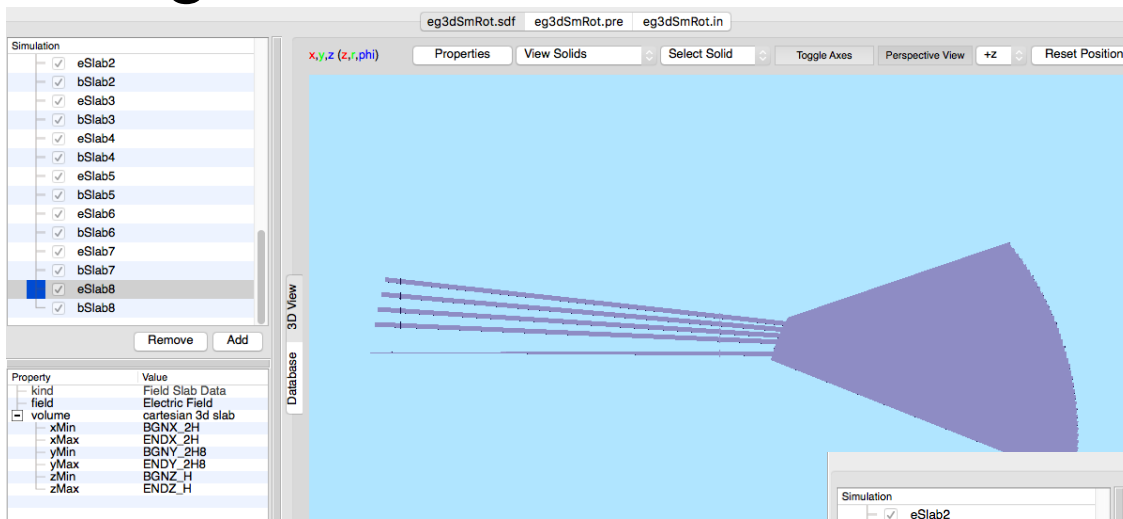 eg3dSmRot.sdf eg3dSmRot.pre eg3dSmRot.in
Simulation
eSlab2
bSlab2
eSlab3
bSlab3
eSlab4
bSlab4
eSlab5
bSlab5
eSlab6
bSlab6
eSlab7
bSlab7
eSlab8
bSlab8
Remove Add
Property Value
kind Field Slab Data
field Electric Field
volume cartesian 3d slab
xMin BGNX_2H
xMax ENDX_2H
yMin BGNY_2H8
yMax ENDY_2H8
zMin BGNZ_H
zMax ENDZ_H
3D View
Database
x,y,z (z,r,phi) Properties View Solids Select Solid Toggle Axes Perspective View +z Reset Position
Simulation
eSlab2